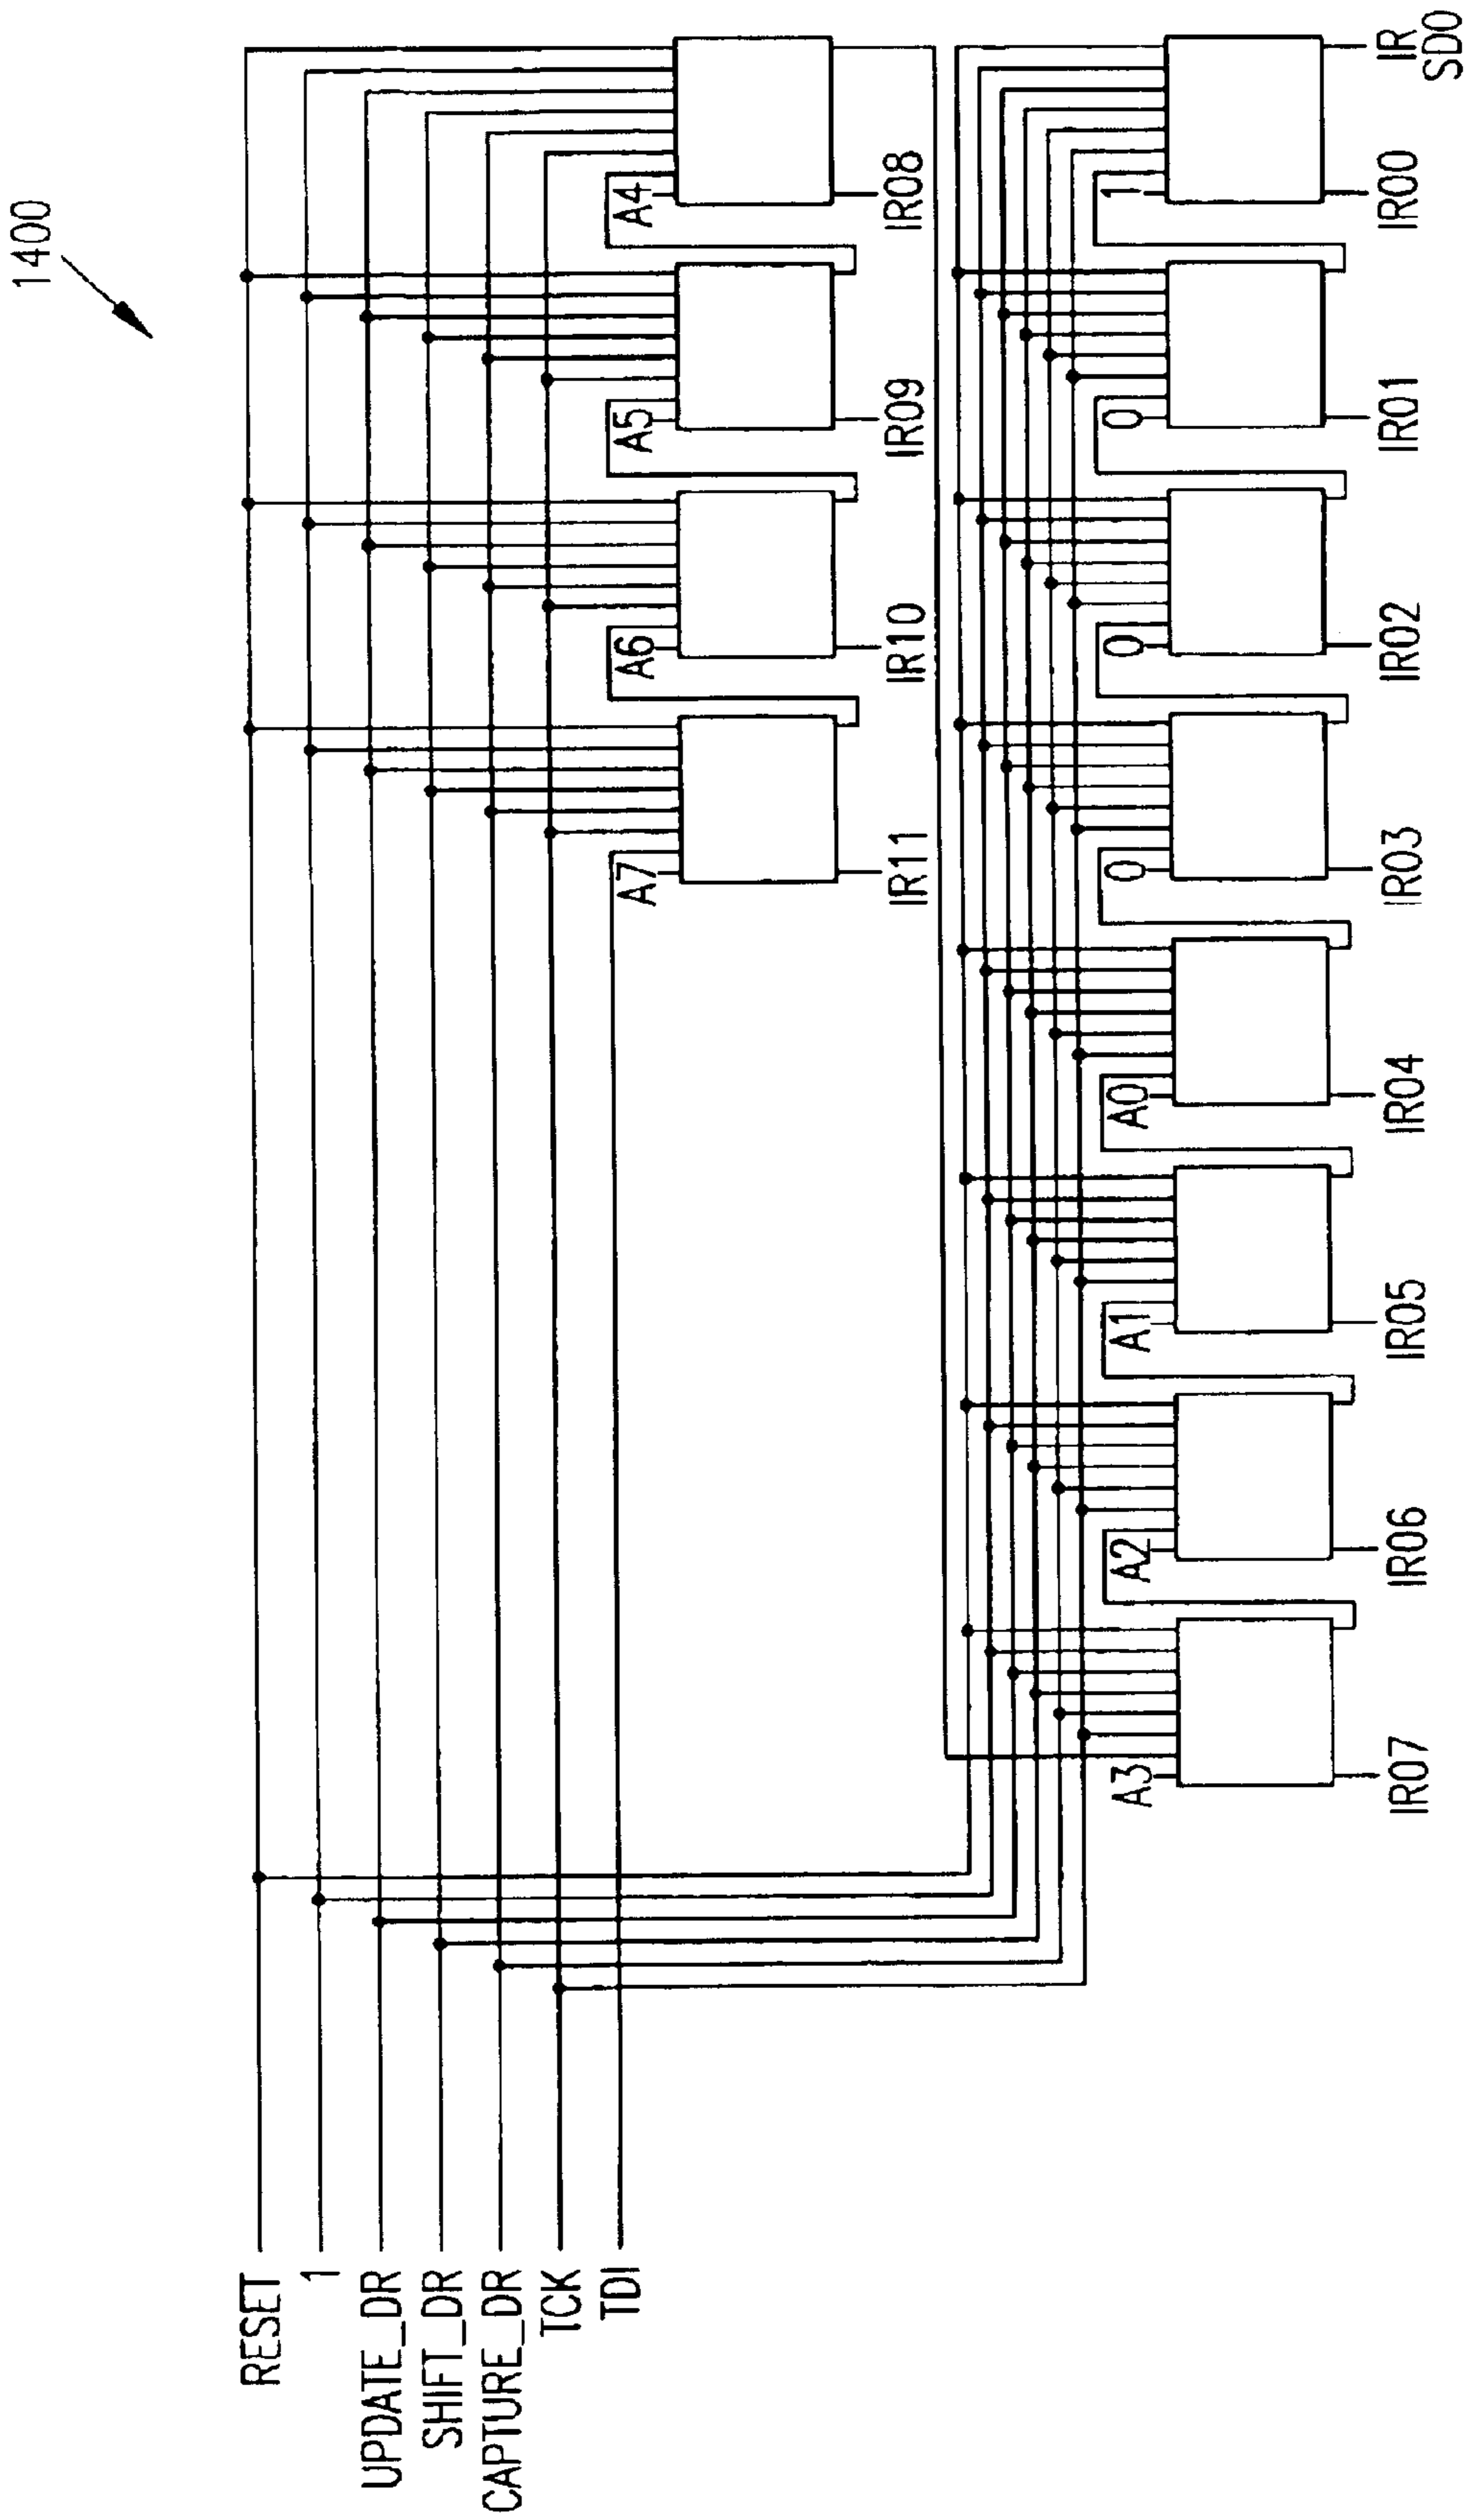 1400
RESET
1
UPDATE_DR
SHIFT_DR
CAPTURE_DR
TCK
TDI
A7
A6
A5
A4
IR11
IR10
IR09
IR08
A3
A2
A1
A0
0
0
0
1
IR07
IR06
IR05
IR04
IR03
IR02
IR01
IR00
IR
SD0